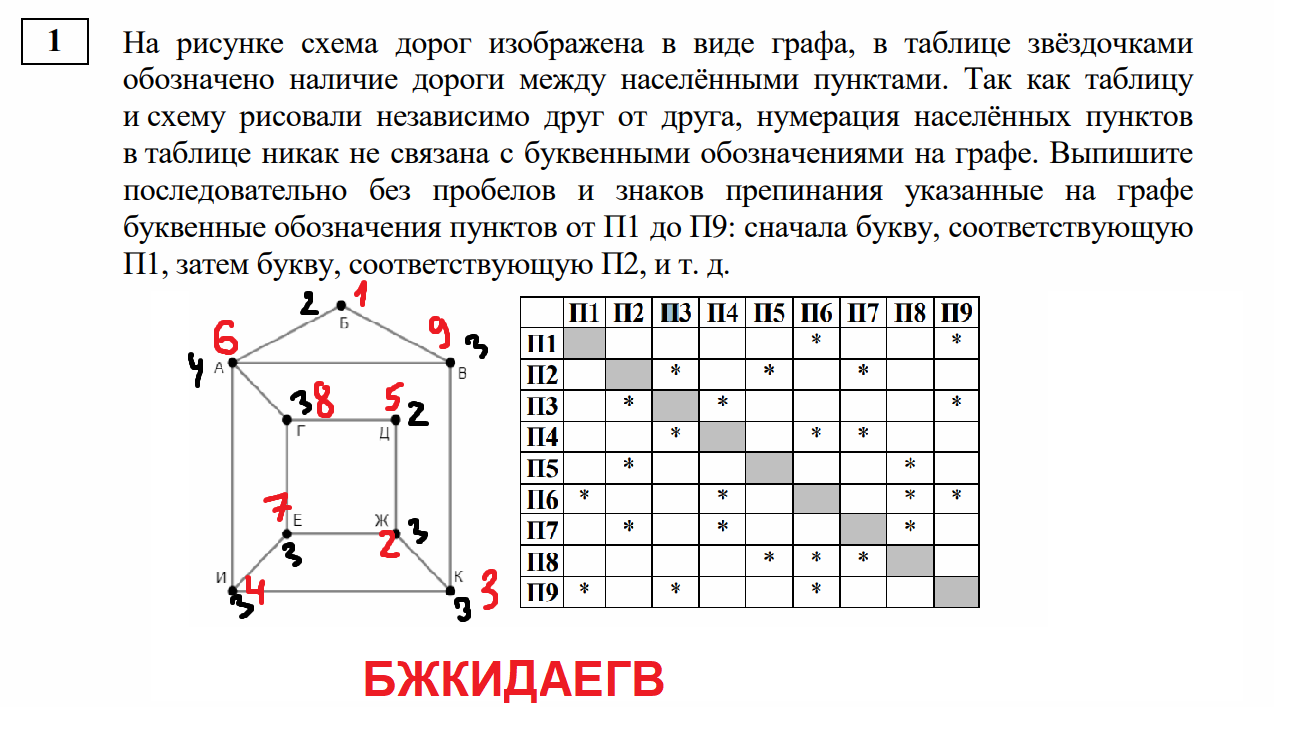 1
На рисунке схема дорог изображена в виде графа, в таблице звёздочками
обозначено наличие дороги между населёнными пунктами. Так как таблицу
и схему рисовали независимо друг от друга, нумерация населённых пунктов
в таблице никак не связана с буквенными обозначениями на графе. Выпишите
последовательно без пробелов и знаков препинания указанные на графе
буквенные обозначения пунктов от П1 до П9: сначала букву, соответствующую
П1, затем букву, соответствующую П2, и т. д.
2 1
Б
6 9 3
4 А В
3 8 5 2
Г Д
7 Е Ж 3
3 2
И 4 К 3
3 3
П1 П2 П3 П4 П5 П6 П7 П8 П9
П1 * *
П2 * * *
П3 * * *
П4 * * *
П5 * *
П6 * * * *
П7 * * *
П8 * * *
П9 * * *
БЖКИДАЕГВ